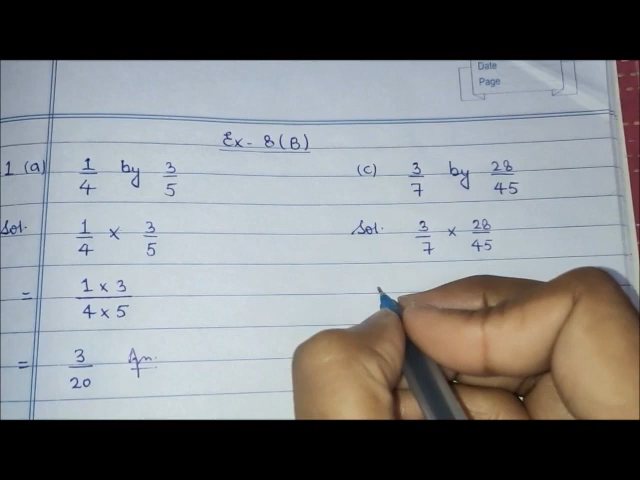 Date
Page
Ex - 8 (B)
1 (a) 1/4 by 3/5
Sol. 1/4 × 3/5
= 1 × 3 / 4 × 5
= 3/20 An.
(c) 3/7 by 28/45
Sol. 3/7 × 28/45